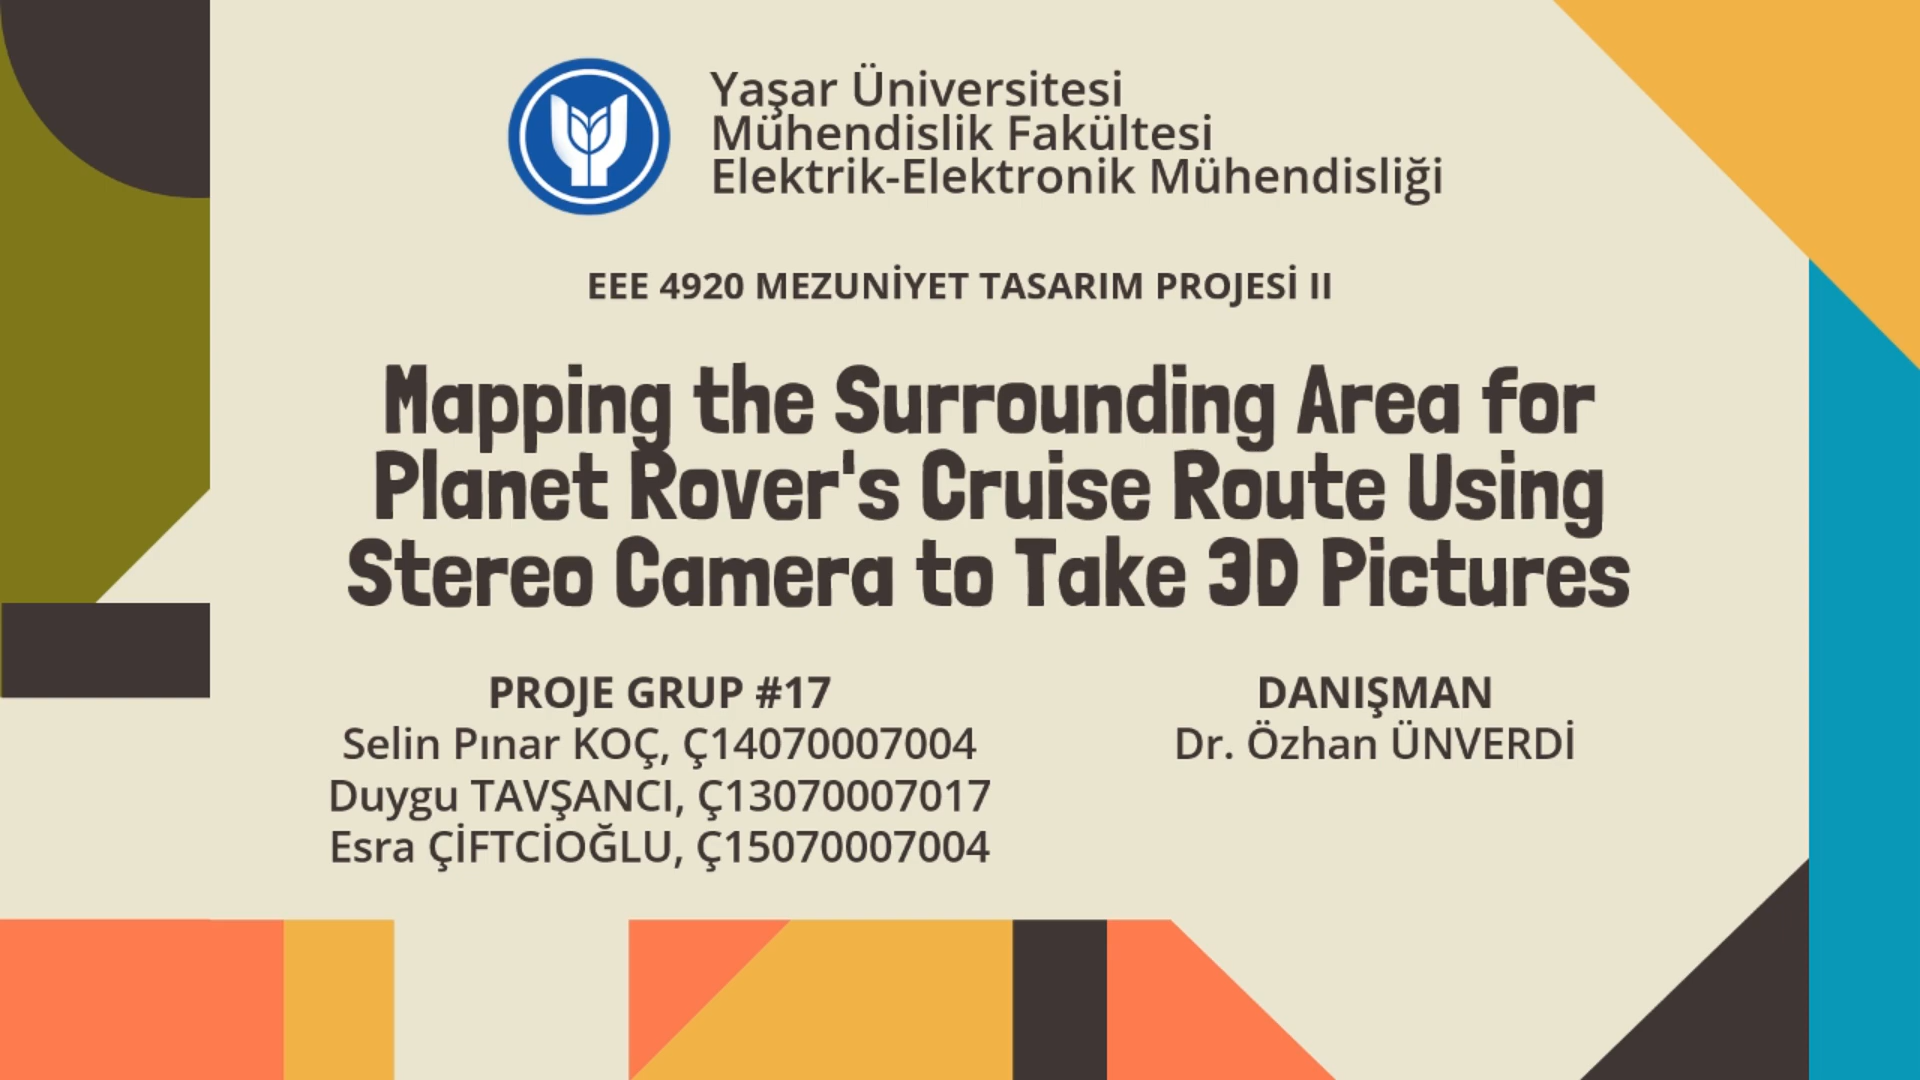 Yaşar Üniversitesi
Mühendislik Fakültesi
Elektrik-Elektronik Mühendisliği
EEE 4920 MEZUNİYET TASARIM PROJESİ II
Mapping the Surrounding Area for
Planet Rover's Cruise Route Using
Stereo Camera to Take 3D Pictures
PROJE GRUP #17
Selin Pınar KOÇ, Ç14070007004
Duygu TAVŞANCI, Ç13070007017
Esra ÇİFTCİOĞLU, Ç15070007004
DANIŞMAN
Dr. Özhan ÜNVERDİ